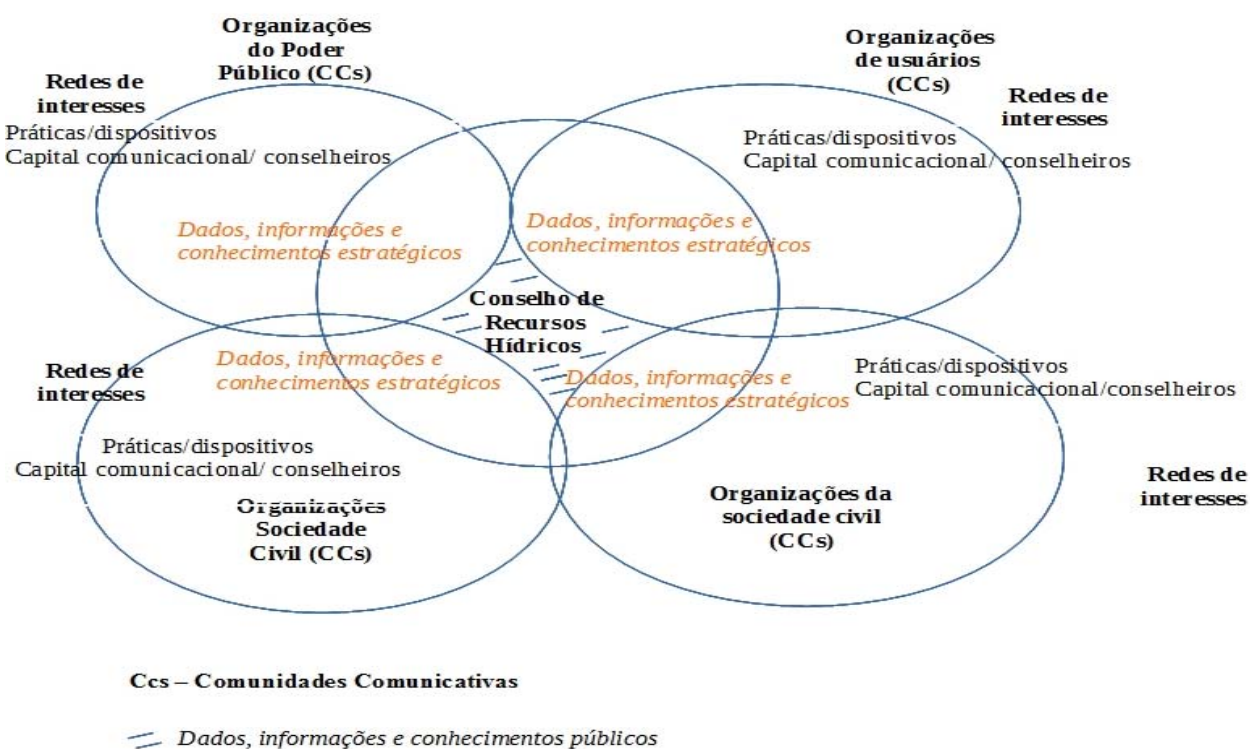 Organizações
do Poder
Público (CCs)
Redes de
interesses
Práticas/dispositivos
Capital comunicacional/ conselheiros
Organizações
de usuários
(CCs)
Redes de
interesses
Práticas/dispositivos
Capital comunicacional/ conselheiros
Dados, informações e
conhecimentos estratégicos
Dados, informações e
conhecimentos estratégicos
Conselho de
Recursos
Hídricos
Redes de
interesses
Dados, informações e
conhecimentos estratégicos
Dados, informações e
conhecimentos estratégicos
Práticas/dispositivos
Capital comunicacional/conselheiros
Práticas/dispositivos
Capital comunicacional/ conselheiros
Organizações
Sociedade
Civil (CCs)
Organizações da
sociedade civil
(CCs)
Redes de
interesses
Ccs – Comunidades Comunicativas
Dados, informações e conhecimentos públicos